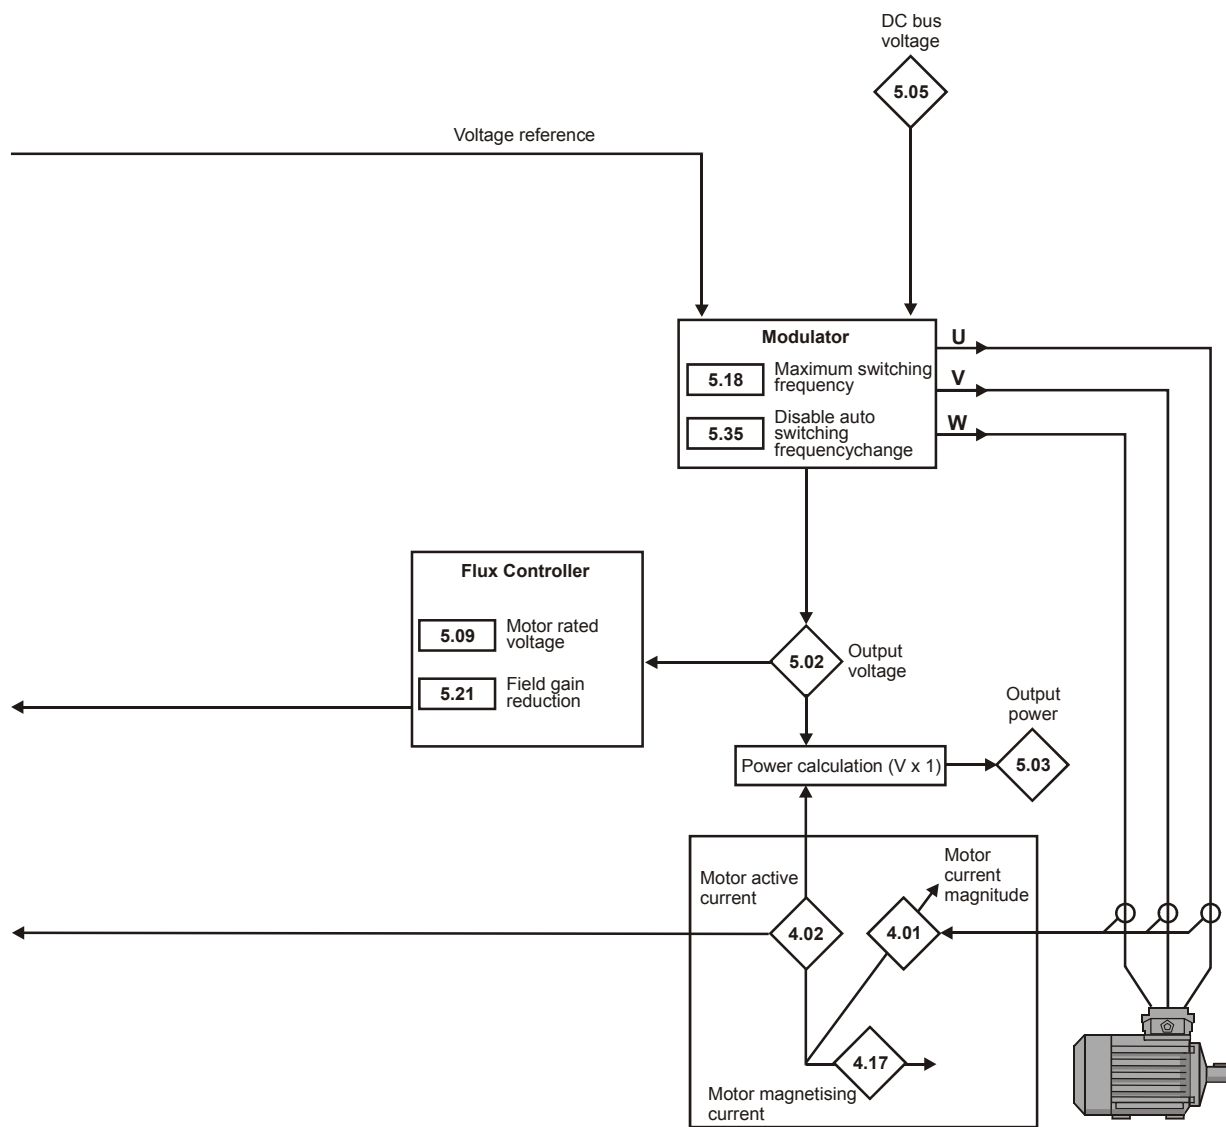 DC bus
voltage
5.05
Voltage reference
Modulator
5.18
Maximum switching
frequency
5.35
Disable auto
switching
frequencychange
U
V
W
Flux Controller
5.09
Motor rated
voltage
5.21
Field gain
reduction
5.02
Output
voltage
Output
power
5.03
Power calculation (V x 1)
Motor active
current
4.02
Motor
current
magnitude
4.01
4.17
Motor magnetising
current